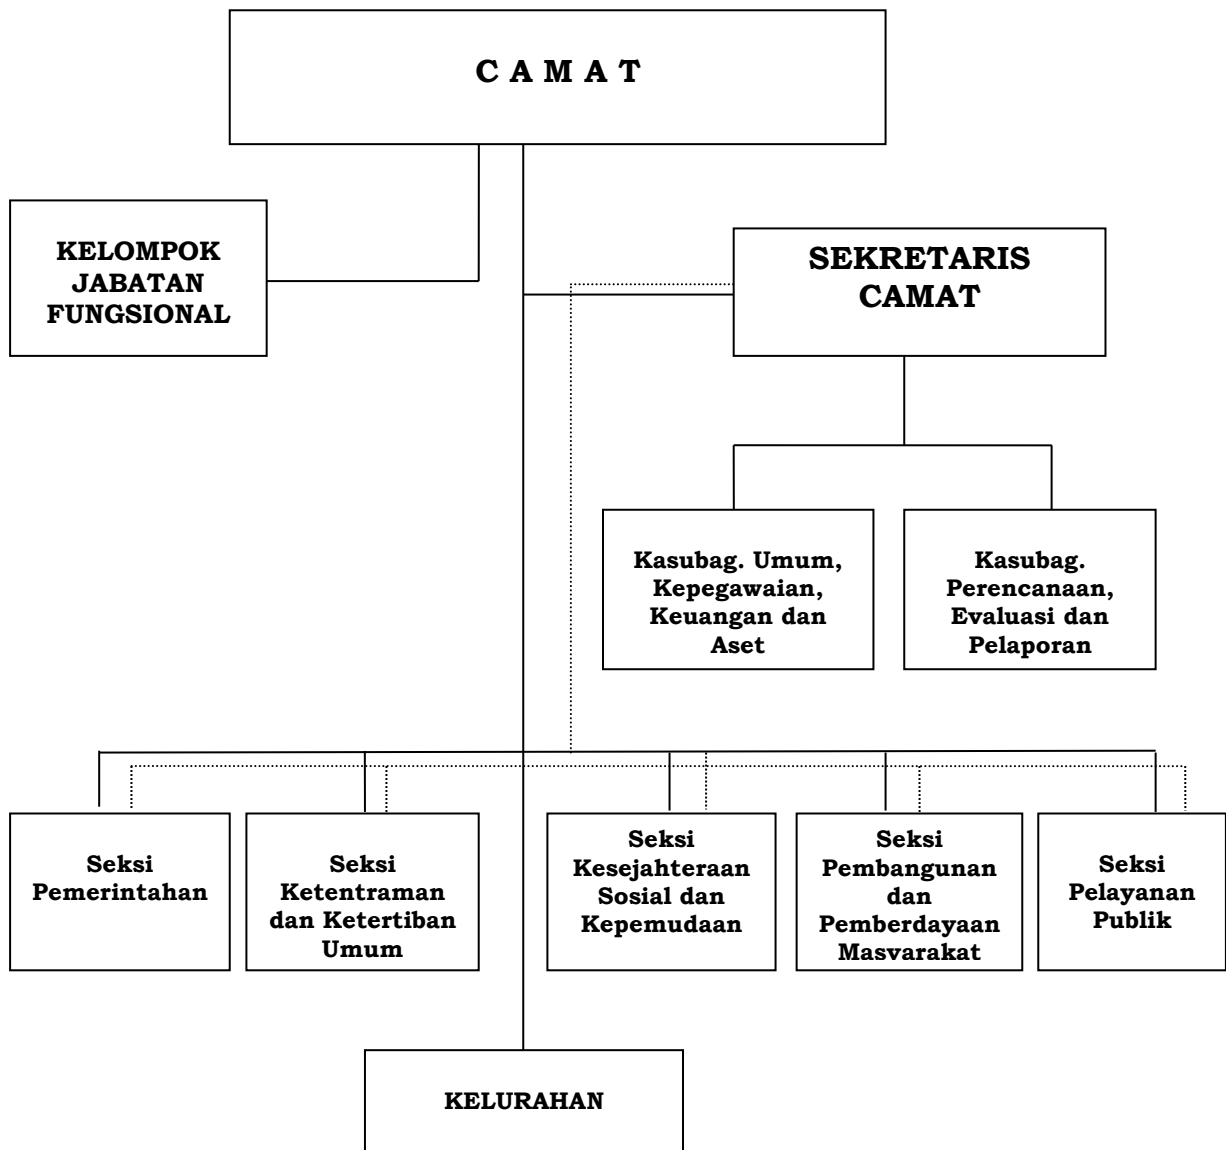 C A M A T
KELOMPOK
JABATAN
FUNGSIONAL
SEKRETARIS
CAMAT
Kasubag. Umum,
Kepegawaian,
Keuangan dan
Aset
Kasubag.
Perencanaan,
Evaluasi dan
Pelaporan
Seksi
Pemerintahan
Seksi
Ketentraman
dan Ketertiban
Umum
Seksi
Kesejahteraan
Sosial dan
Kepemudaan
Seksi
Pembangunan
dan
Pemberdayaan
Masvarakat
Seksi
Pelayanan
Publik
KELURAHAN